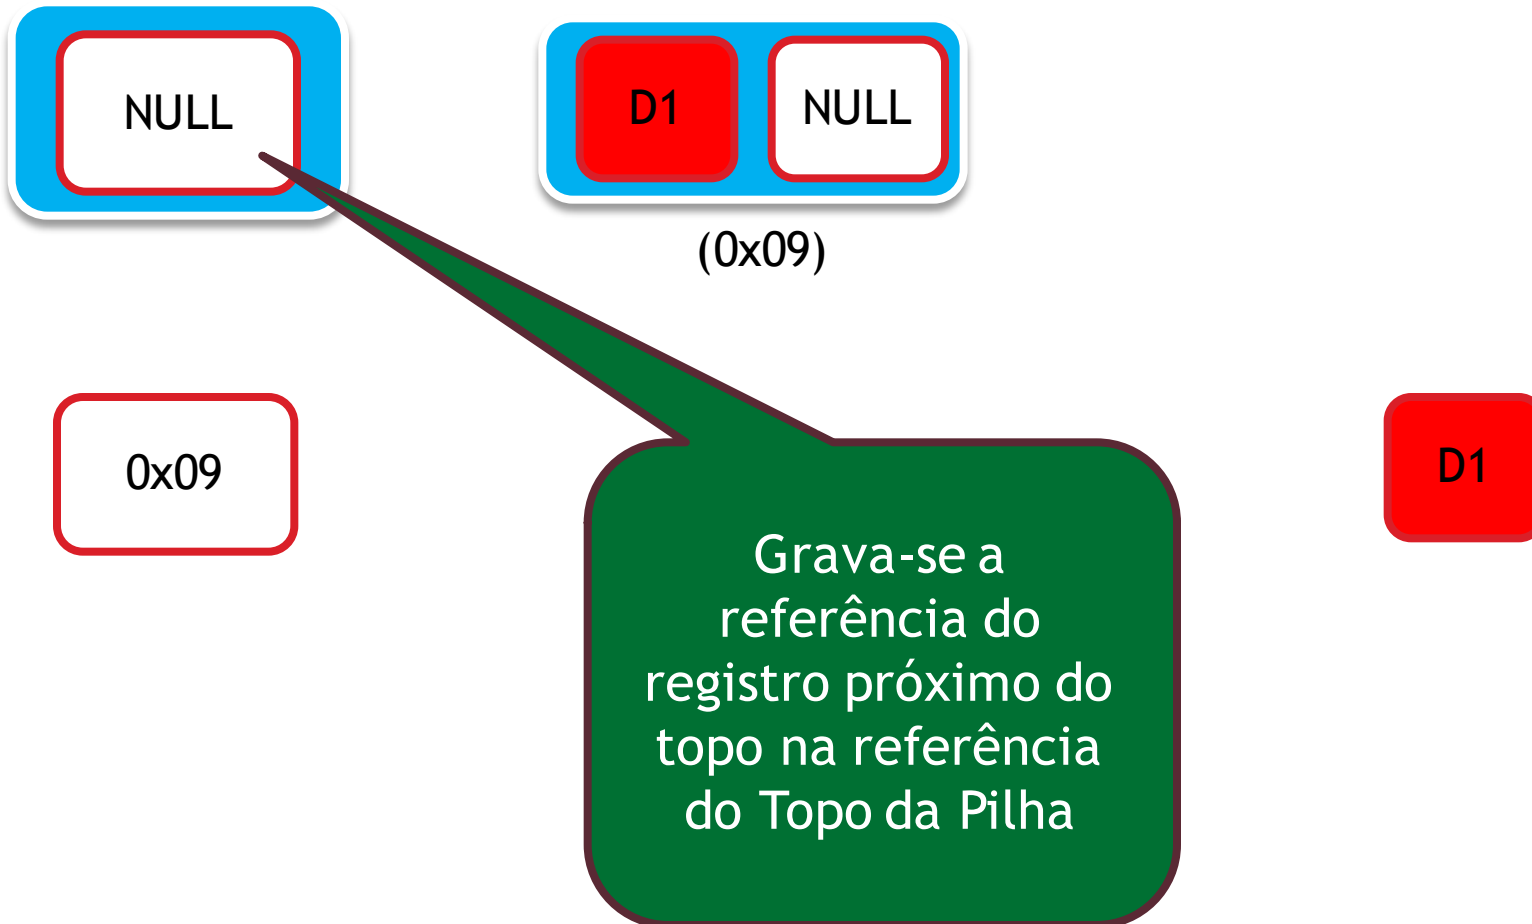 NULL
D1
NULL
(0x09)
0x09
D1
Grava-se a
referência do
registro próximo do
topo na referência
do Topo da Pilha